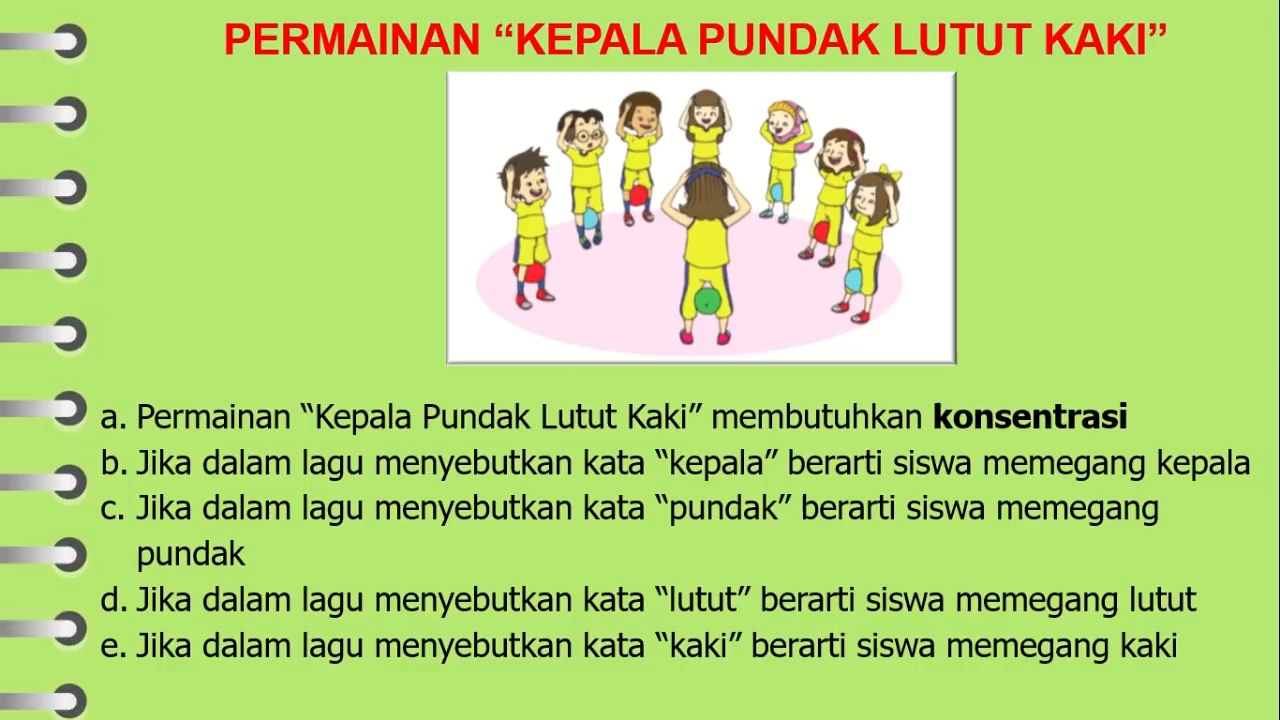 PERMAINAN “KEPALA PUNDAK LUTUT KAKI”
a. Permainan “Kepala Pundak Lutut Kaki” membutuhkan konsentrasi
b. Jika dalam lagu menyebutkan kata “kepala” berarti siswa memegang kepala
c. Jika dalam lagu menyebutkan kata “pundak” berarti siswa memegang
pundak
d. Jika dalam lagu menyebutkan kata “lutut” berarti siswa memegang lutut
e. Jika dalam lagu menyebutkan kata “kaki” berarti siswa memegang kaki